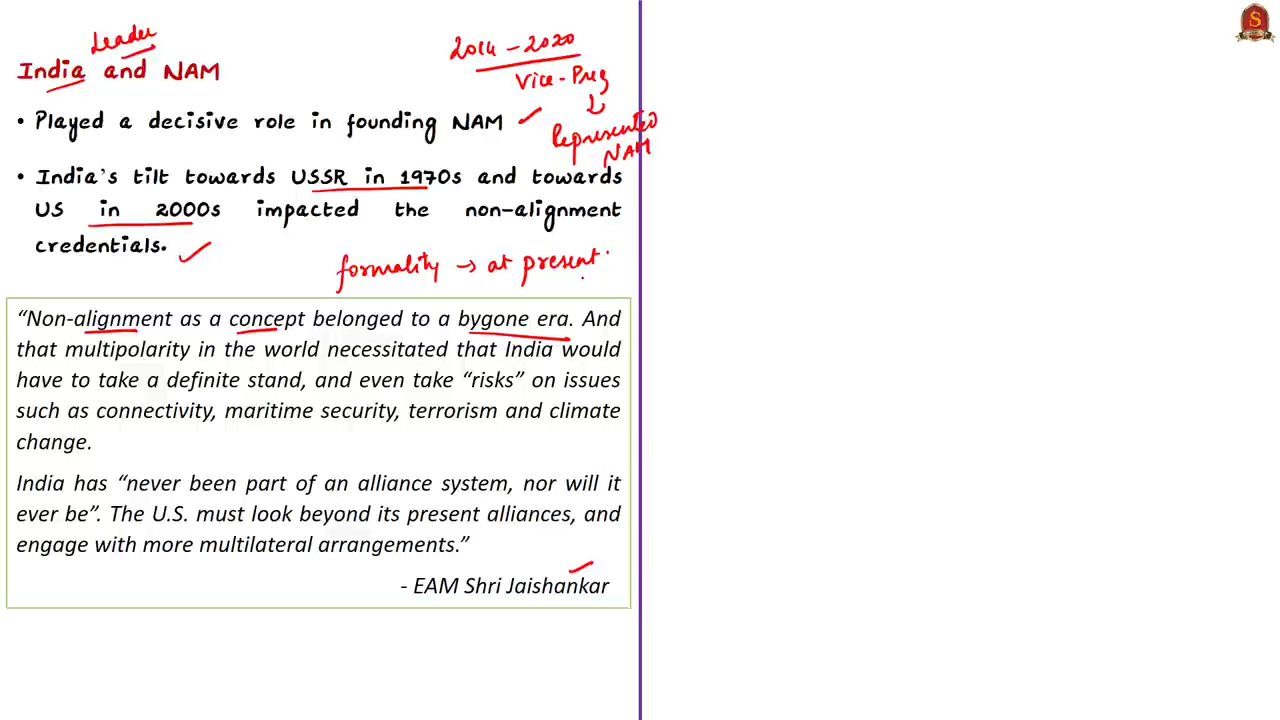 Leader
India and NAM
2014 - 2020
Vice - Prez
Represented
NAM
• Played a decisive role in founding NAM
• India's tilt towards USSR in 1970s and towards
US in 2000s impacted the non-alignment
credentials.
formality → at present.
“Non-alignment as a concept belonged to a bygone era. And
that multipolarity in the world necessitated that India would
have to take a definite stand, and even take “risks” on issues
such as connectivity, maritime security, terrorism and climate
change.
India has “never been part of an alliance system, nor will it
ever be”. The U.S. must look beyond its present alliances, and
engage with more multilateral arrangements.”
- EAM Shri Jaishankar